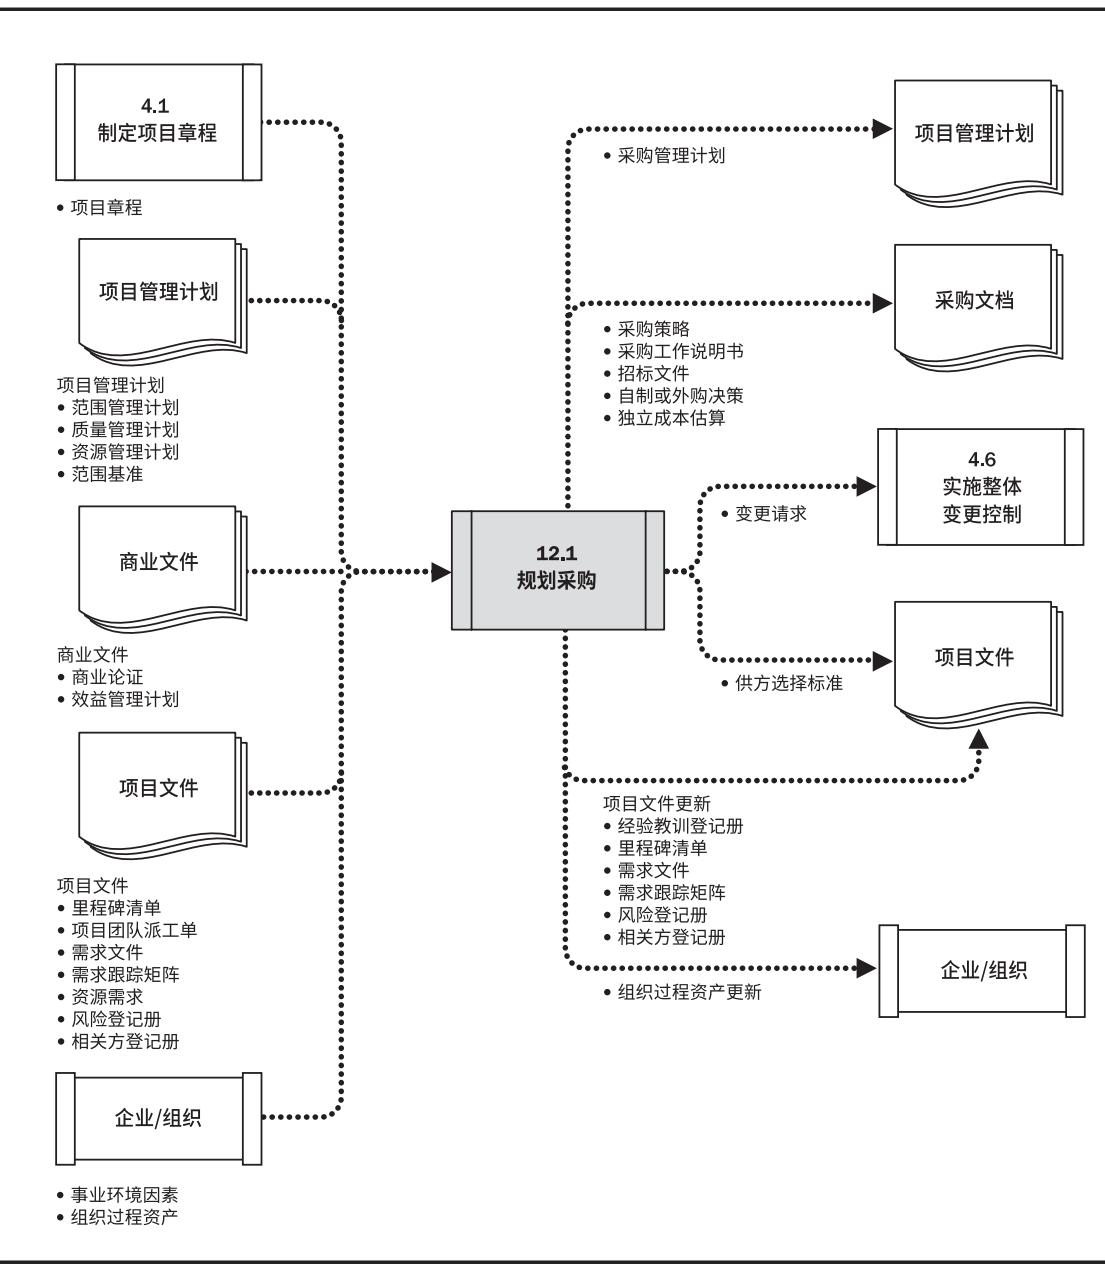 4.1
制定项目章程
• 项目章程
项目管理计划
项目管理计划
• 范围管理计划
• 质量管理计划
• 资源管理计划
• 范围基准
商业文件
商业文件
• 商业论证
• 效益管理计划
项目文件
项目文件
• 里程碑清单
• 项目团队派工单
• 需求文件
• 需求跟踪矩阵
• 资源需求
• 风险登记册
• 相关方登记册
企业/组织
• 事业环境因素
• 组织过程资产
12.1
规划采购
项目管理计划
• 采购管理计划
采购文档
• 采购策略
• 采购工作说明书
• 招标文件
• 自制或外购决策
• 独立成本估算
4.6
实施整体
变更控制
• 变更请求
项目文件
• 供方选择标准
项目文件更新
• 经验教训登记册
• 里程碑清单
• 需求文件
• 需求跟踪矩阵
• 风险登记册
• 相关方登记册
企业/组织
• 组织过程资产更新